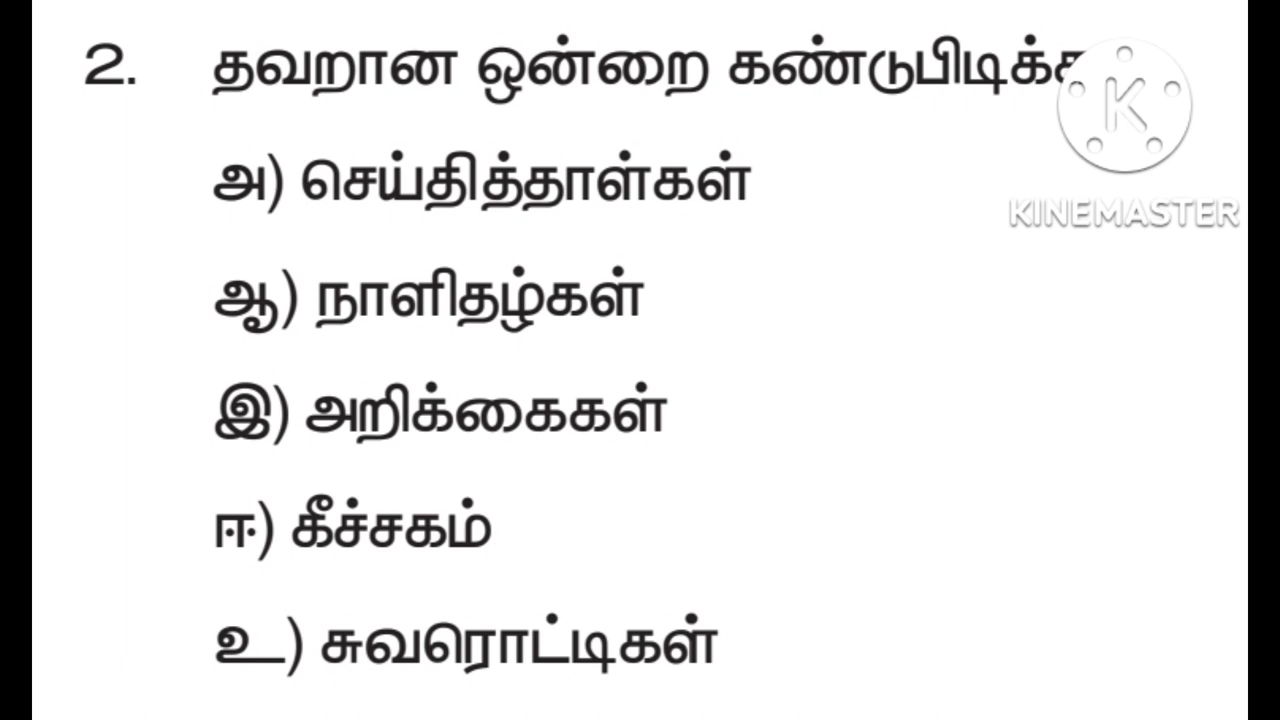 2. தவறான ஒன்றை கண்டுபிடிக்க
அ) செய்தித்தாள்கள்
ஆ) நாளிதழ்கள்
இ) அறிக்கைகள்
ஈ) கீச்சகம்
உ) சுவரொட்டிகள்
K
KINEMASTER